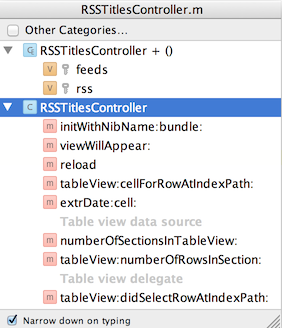 RSSTitlesController.m
Other Categories...
G RSSTitlesController + ()
V feeds
V rss
C RSSTitlesController
m initWithNibName:bundle:
m viewWillAppear:
m reload
m tableView:cellForRowAtIndexPath:
m extrDate:cell:
Table view data source
m numberOfSectionsInTableView:
m tableView:numberOfRowsInSection:
Table view delegate
m tableView:didSelectRowAtIndexPath:
Narrow down on typing